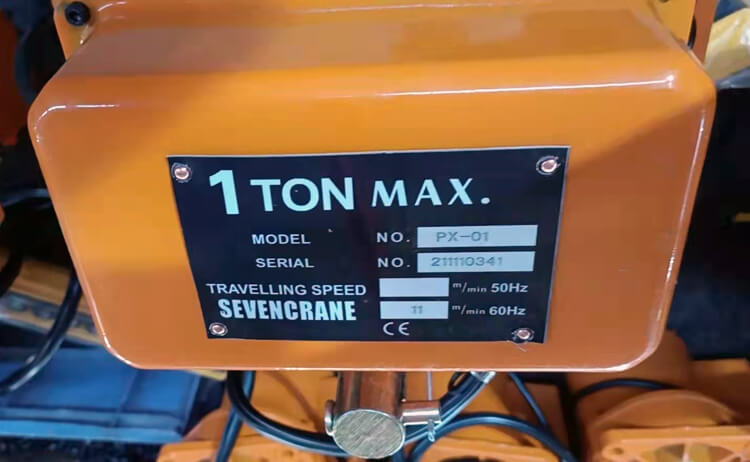 1 TON MAX.
MODEL NO. PX-01
SERIAL NO. 211110341
TRAVELLING SPEED m/min 50Hz
SEVENCRANE 11 m/min 60Hz
CE